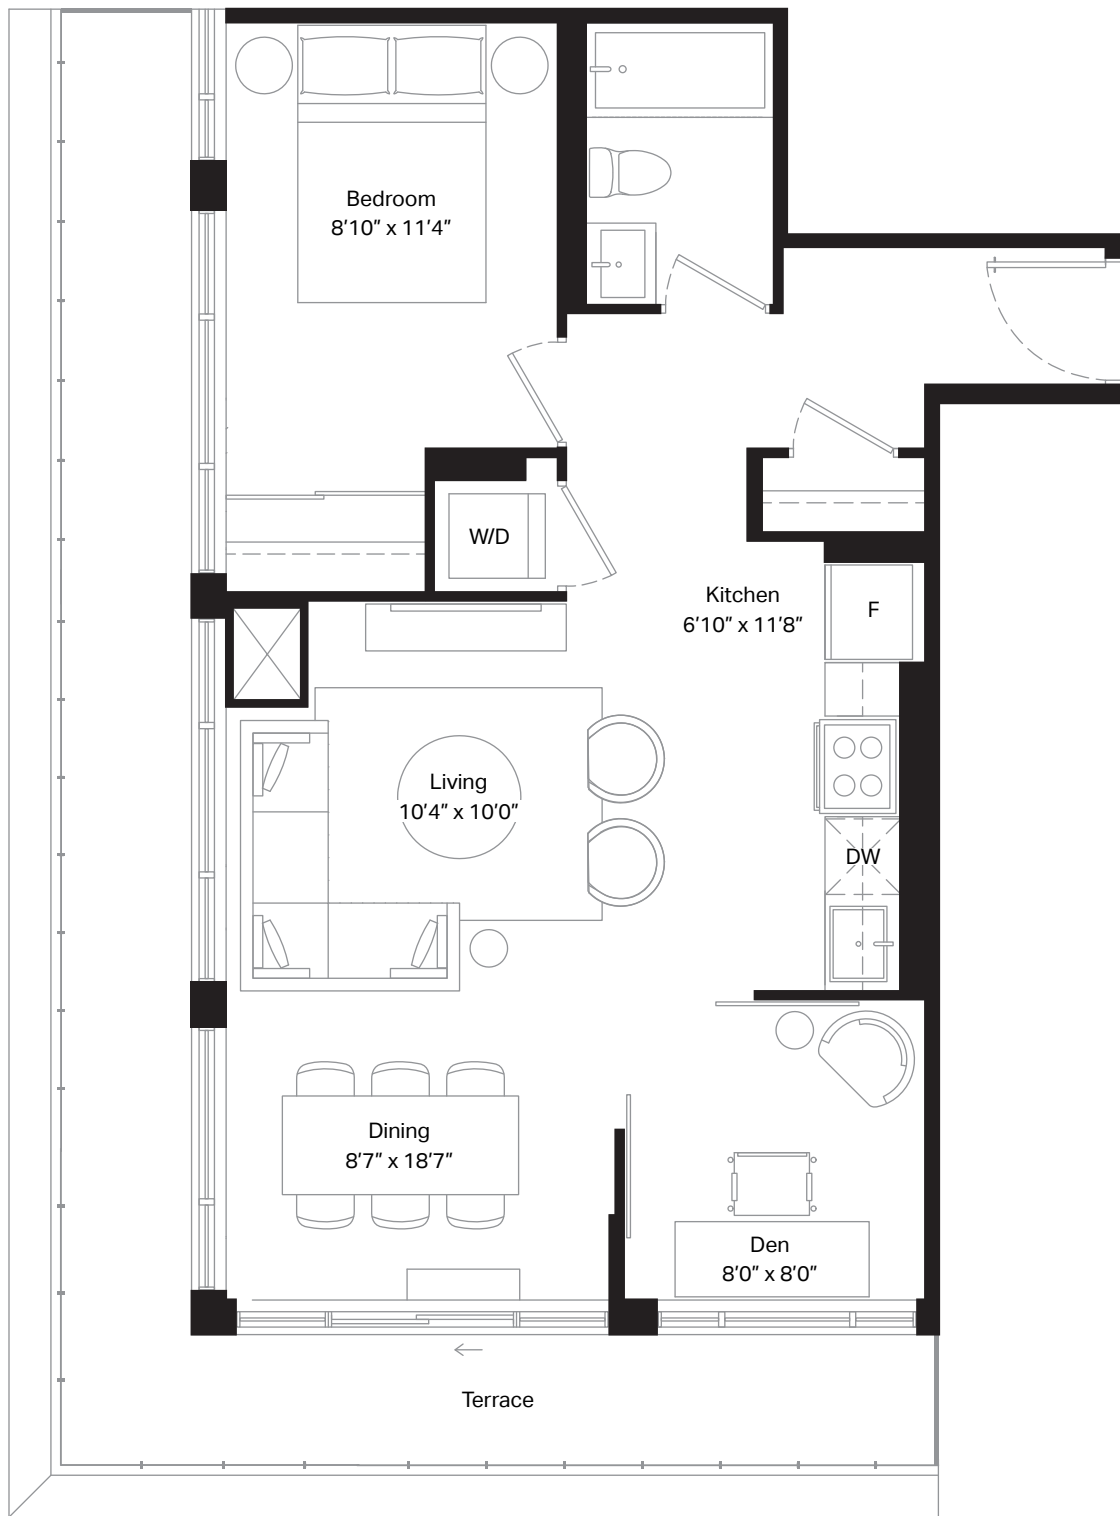 Bedroom
8'10" x 11'4"
W/D
Kitchen
6'10" x 11'8"
F
Living
10'4" x 10'0"
DW
Dining
8'7" x 18'7"
Den
8'0" x 8'0"
Terrace